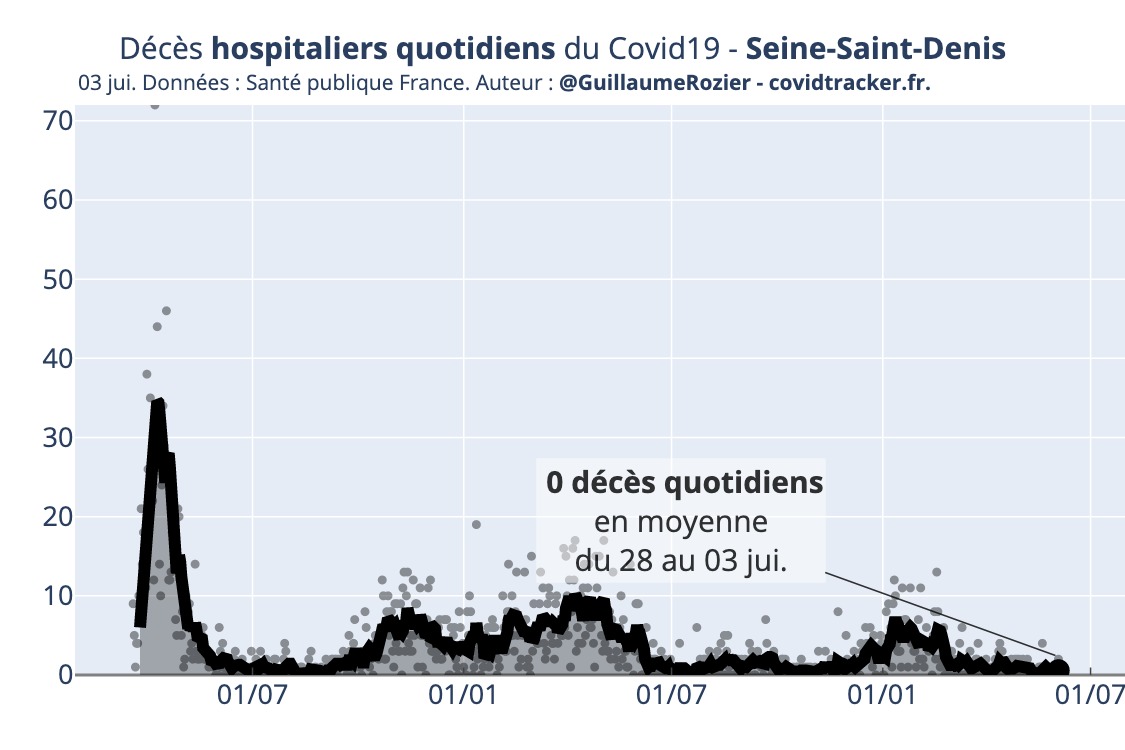 Décès hospitaliers quotidiens du Covid19 - Seine-Saint-Denis
03 jui. Données : Santé publique France. Auteur : @GuillaumeRozier - covidtracker.fr.
70
60
50
40
30
20
10
0
0 décès quotidiens
en moyenne
du 28 au 03 jui.
01/07 01/01 01/07 01/01 01/07